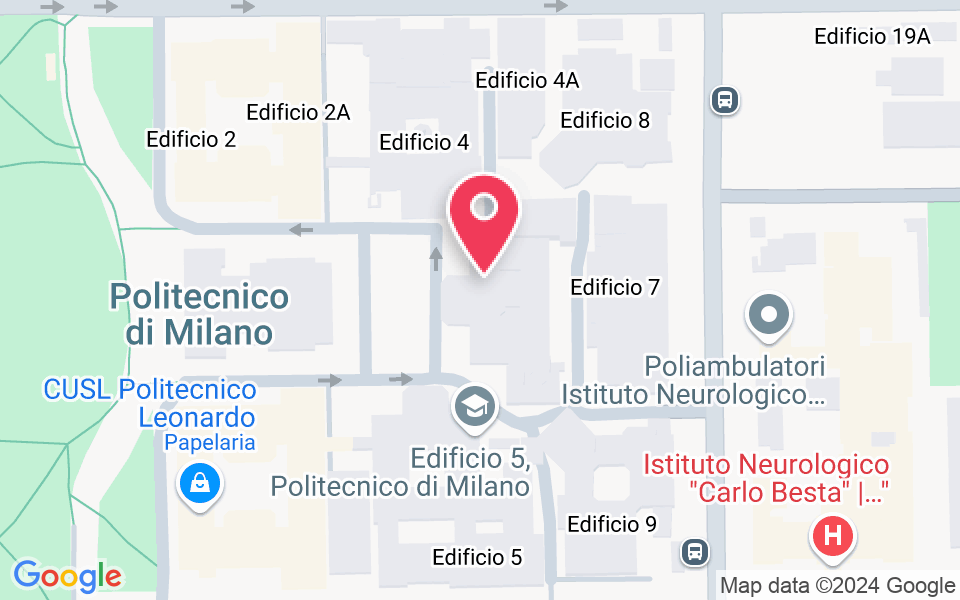 Edificio 19A
Edificio 4A
Edificio 2A
Edificio 8
Edificio 2
Edificio 4
Edificio 7
Politecnico
di Milano
Poliambulatori
Istituto Neurologico...
CUSL Politecnico
Leonardo
Papelaria
Edificio 5,
Politecnico di Milano
Istituto Neurologico
"Carlo Besta" |..."
Edificio 9
H
Edificio 5
Google
Map data ©2024 Google